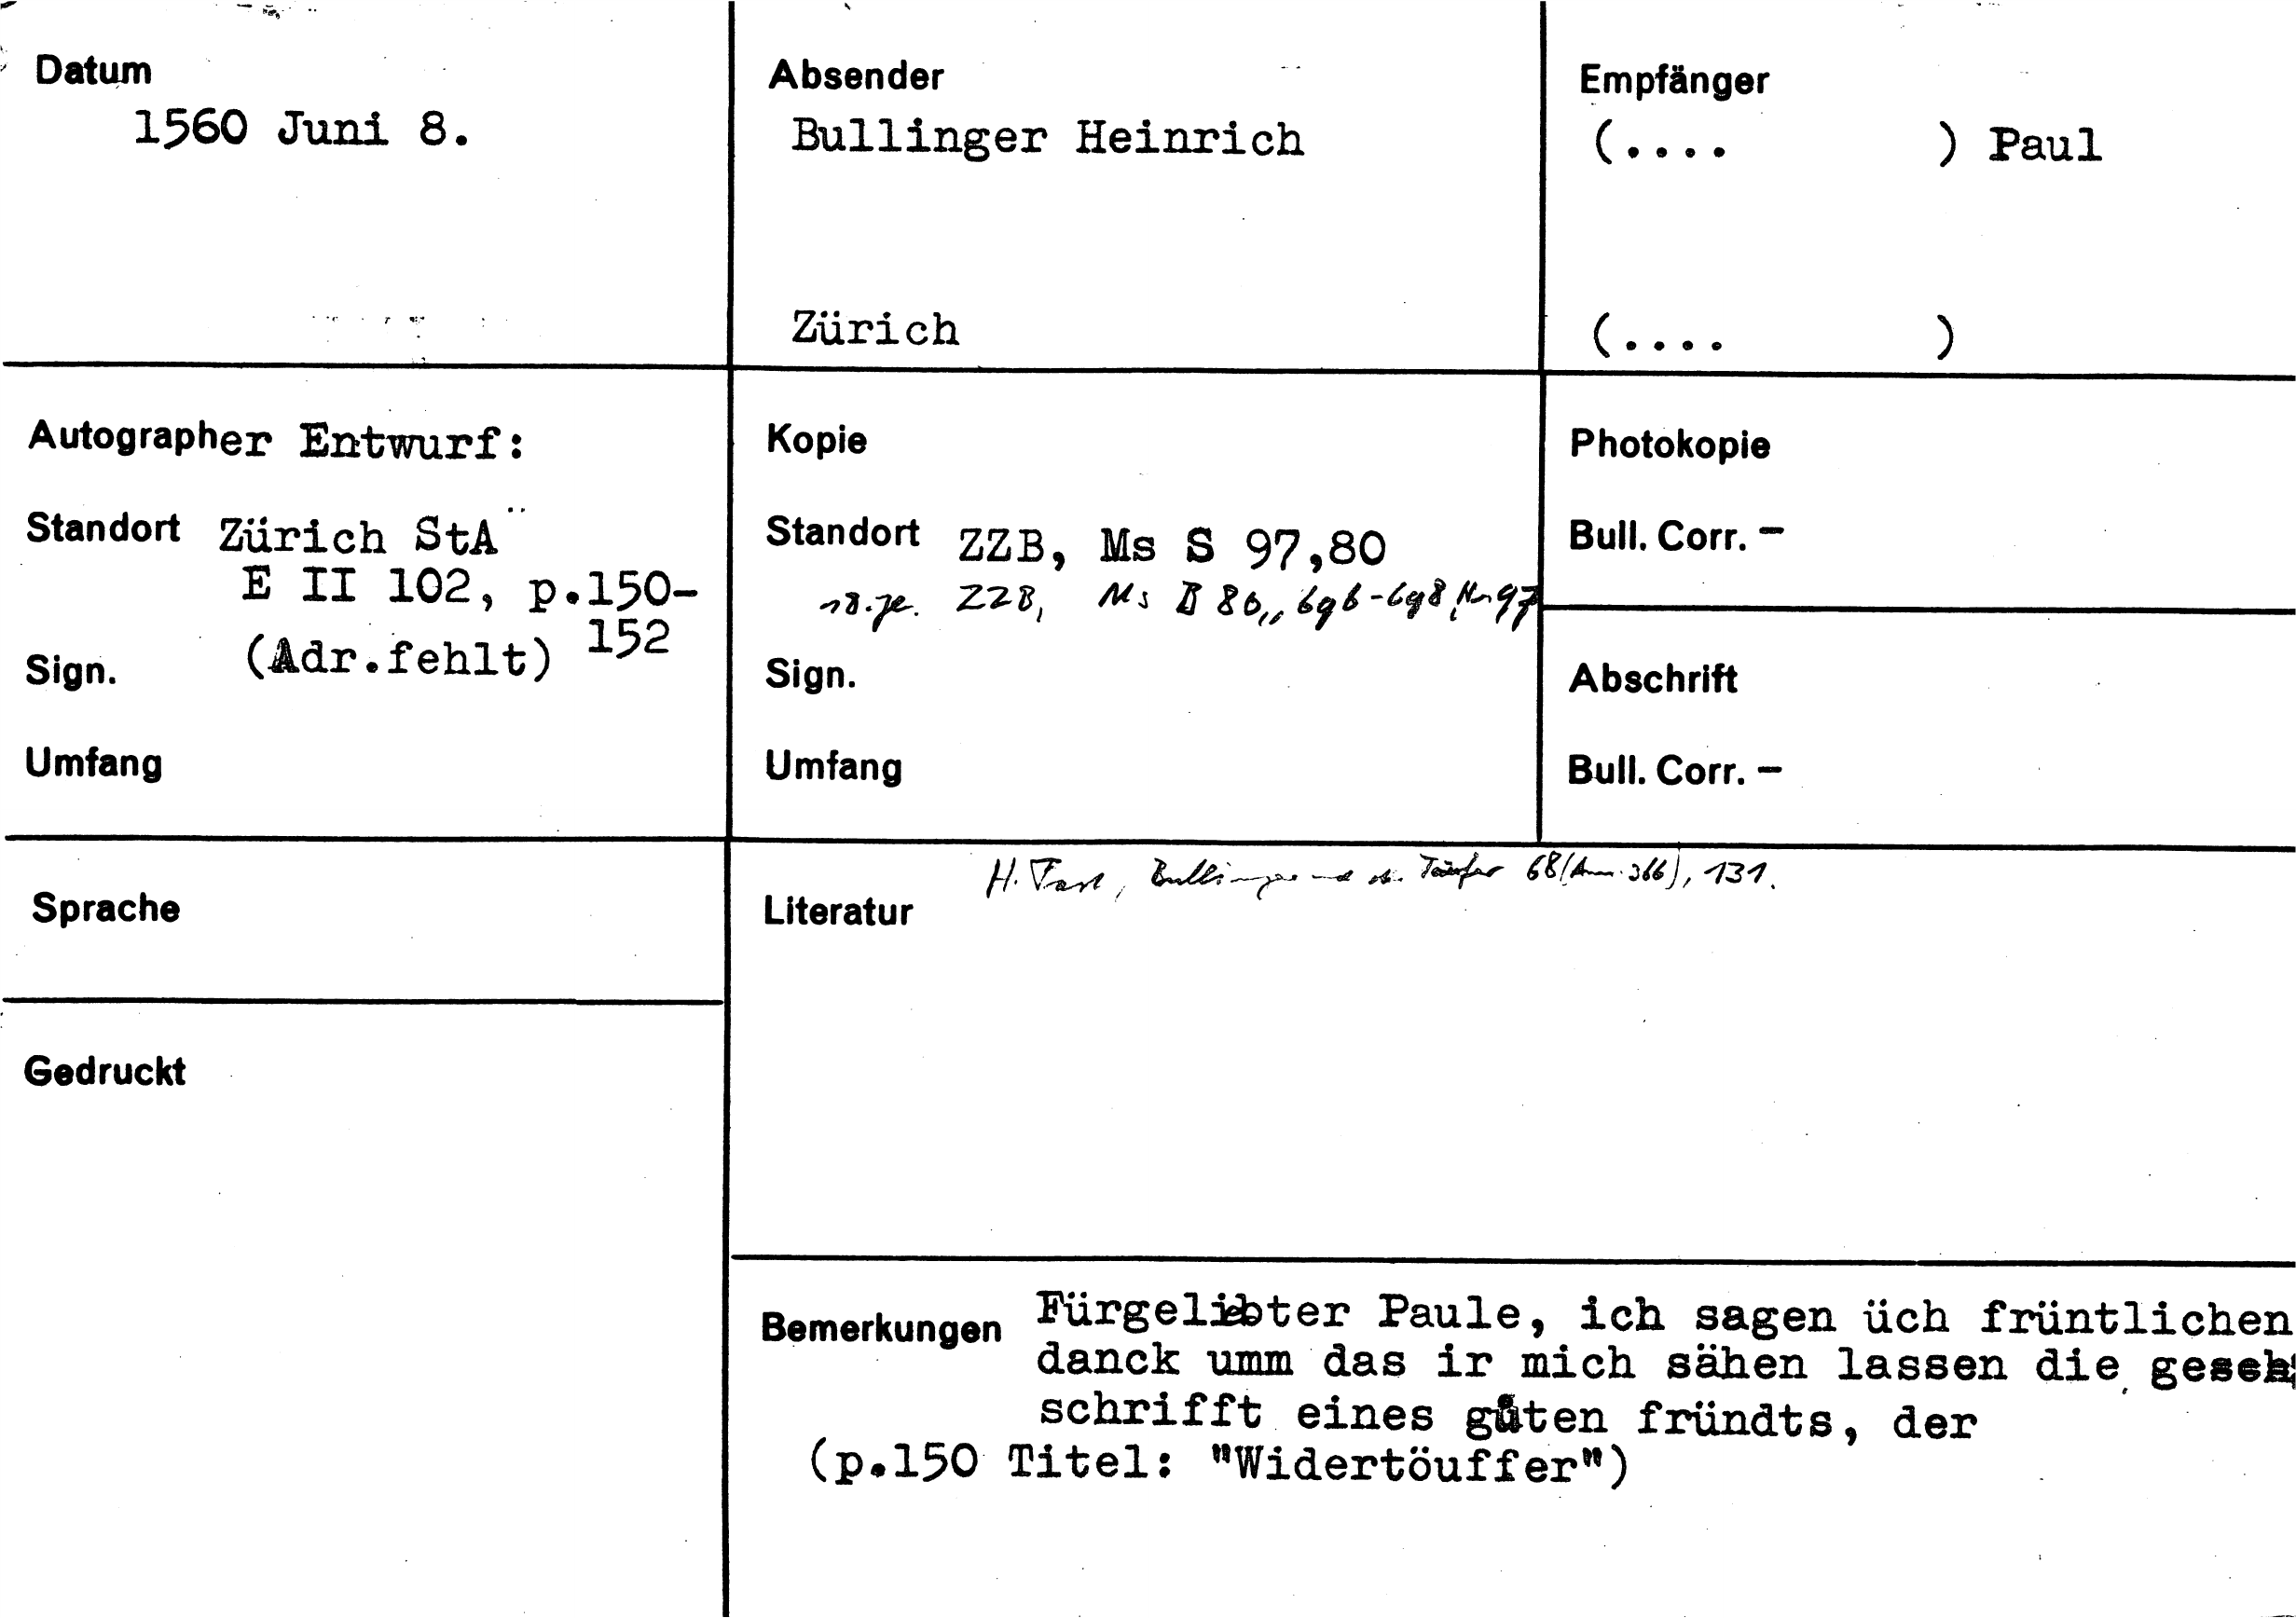 Datum
1560 Juni 8.
Absender
Bullinger Heinrich
Zürich
Empfänger
(.... ) Paul
(.... )
Autographer Entwurf:
Standort Zürich StA
E II 102, p.150-
152
Sign. (Adr.fehlt)
Umfang
Kopie
Standort ZZB, Ms S 97,80
18.Jh. ZZB, Ms B 86, 696-698, Nr 97
Sign.
Umfang
Photokopie
Bull. Corr. –
Abschrift
Bull. Corr. –
Sprache
Gedruckt
H. Fast, Bullinger und die Täufer 68 (Anm. 366), 131.
Literatur
Bemerkungen Fürgeliebter Paule, ich sagen üch früntlichen
danck umm das ir mich sähen lassen die
schrifft eines gůten fründts, der
(p.150 Titel: "Widertöuffer")